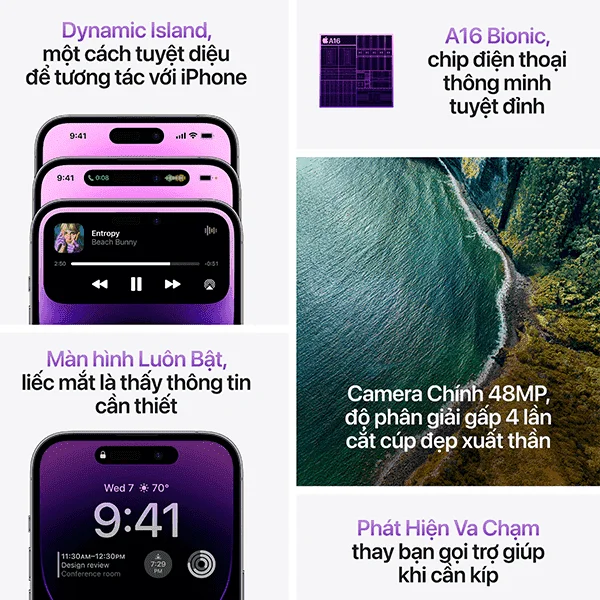 Dynamic Island,
một cách tuyệt diệu
để tương tác với iPhone
9:41
9:41
0:08
Entropy
Beach Bunny
2:50
-0:51
Màn hình Luôn Bật,
liếc mắt là thấy thông tin
cần thiết
Wed 7 70°
9:41
11:30AM–12:30PM
Design review
Conference room
7:29
PM
A16
A16 Bionic,
chip điện thoại
thông minh
tuyệt đỉnh
Camera Chính 48MP,
độ phân giải gấp 4 lần
cắt cúp đẹp xuất thần
Phát Hiện Va Chạm
thay bạn gọi trợ giúp
khi cần kíp